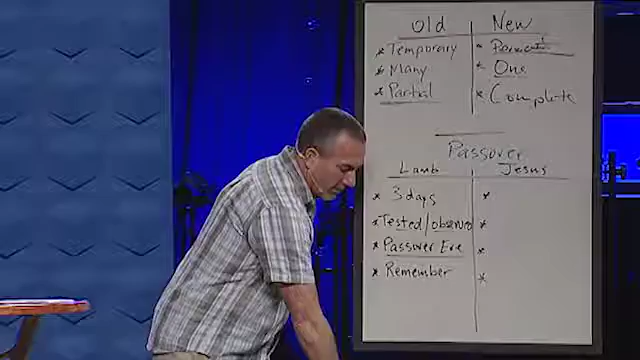 Old New
* Temporary * Permanent
* Many * One
* Partial * Complete
Passover
Lamb Jesus
* 3 days *
* Tested/observed *
* Passover Eve *
* Remember *